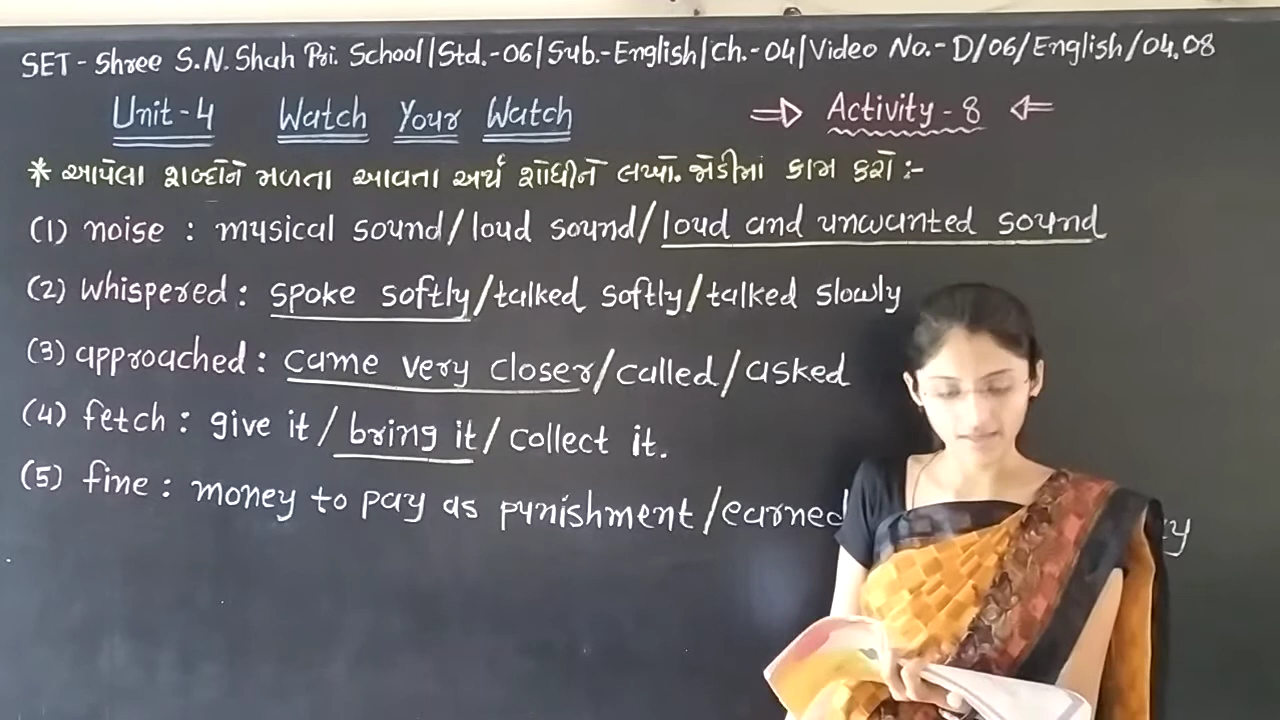 SET - Shree S.N. Shah Pri. School | Std.-06 | Sub.-English | Ch.-04 | Video No.- D/06/English/04.08
Unit-4 Watch Your Watch ⇒ Activity-8 ⇐
* આપેલા શબ્દોને મળતા આવતા અર્થ શોધીને લખો. જોડીમાં કામ કરો :-
(1) noise : musical sound/loud sound/loud and unwanted sound
(2) whispered : spoke softly/talked softly/talked slowly
(3) approached : came very closer/called/asked
(4) fetch : give it/bring it/collect it.
(5) fine : money to pay as punishment/earned